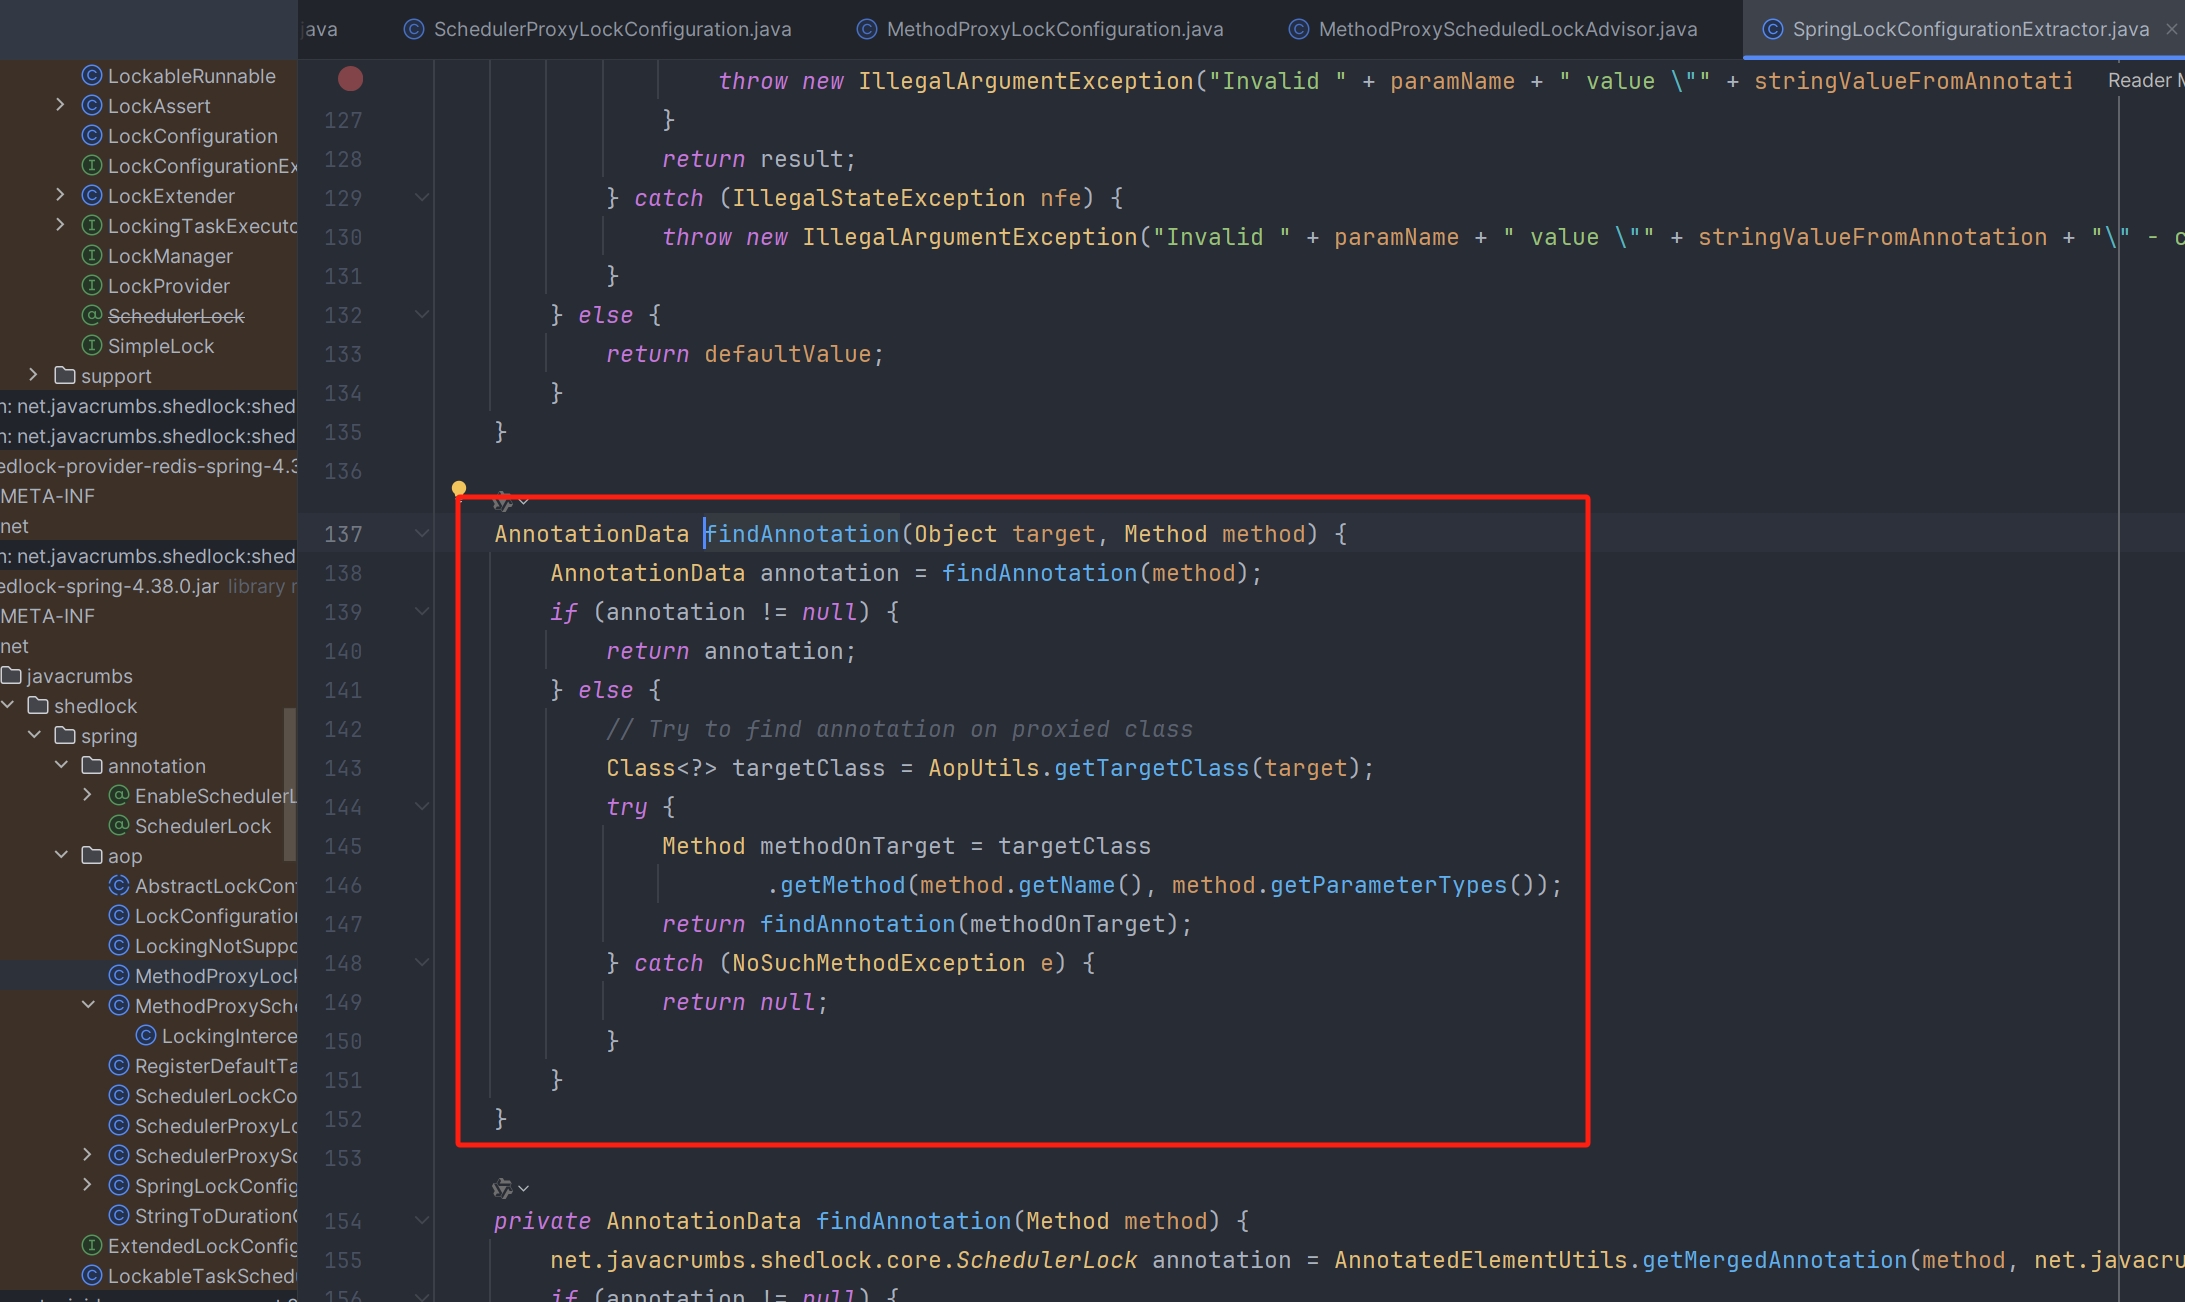 java
SchedulerProxyLockConfiguration.java
MethodProxyLockConfiguration.java
MethodProxyScheduledLockAdvisor.java
SpringLockConfigurationExtractor.java
LockableRunnable
LockAssert
LockConfiguration
LockConfigurationEx
LockExtender
LockingTaskExecuto
LockManager
LockProvider
SchedulerLock
SimpleLock
support
n: net.javacrumbs.shedlock:shed
n: net.javacrumbs.shedlock:shed
edlock-provider-redis-spring-4.3
META-INF
net
n: net.javacrumbs.shedlock:shed
edlock-spring-4.38.0.jar library r
META-INF
net
javacrumbs
shedlock
spring
annotation
EnableSchedulerL
SchedulerLock
aop
AbstractLockCon
LockConfiguratio
LockingNotSuppo
MethodProxyLock
MethodProxySche
LockingInterce
RegisterDefaultTa
SchedulerLockCo
SchedulerProxyLo
SchedulerProxySc
SpringLockConfig
StringToDuration
ExtendedLockConfig
LockableTaskSched
throw new IllegalArgumentException("Invalid " + paramName + " value \"" + stringValueFromAnnotati
Reader M
127 }
128 return result;
129 } catch (IllegalStateException nfe) {
130 throw new IllegalArgumentException("Invalid " + paramName + " value \"" + stringValueFromAnnotation + "\" - c
131 }
132 } else {
133 return defaultValue;
134 }
135 }
136
137 AnnotationData findAnnotation(Object target, Method method) {
138 AnnotationData annotation = findAnnotation(method);
139 if (annotation != null) {
140 return annotation;
141 } else {
142 // Try to find annotation on proxied class
143 Class<?> targetClass = AopUtils.getTargetClass(target);
144 try {
145 Method methodOnTarget = targetClass
146 .getMethod(method.getName(), method.getParameterTypes());
147 return findAnnotation(methodOnTarget);
148 } catch (NoSuchMethodException e) {
149 return null;
150 }
151 }
152 }
153
154 private AnnotationData findAnnotation(Method method) {
155 net.javacrumbs.shedlock.core.SchedulerLock annotation = AnnotatedElementUtils.getMergedAnnotation(method, net.javacru
156 if (annotation != null) {